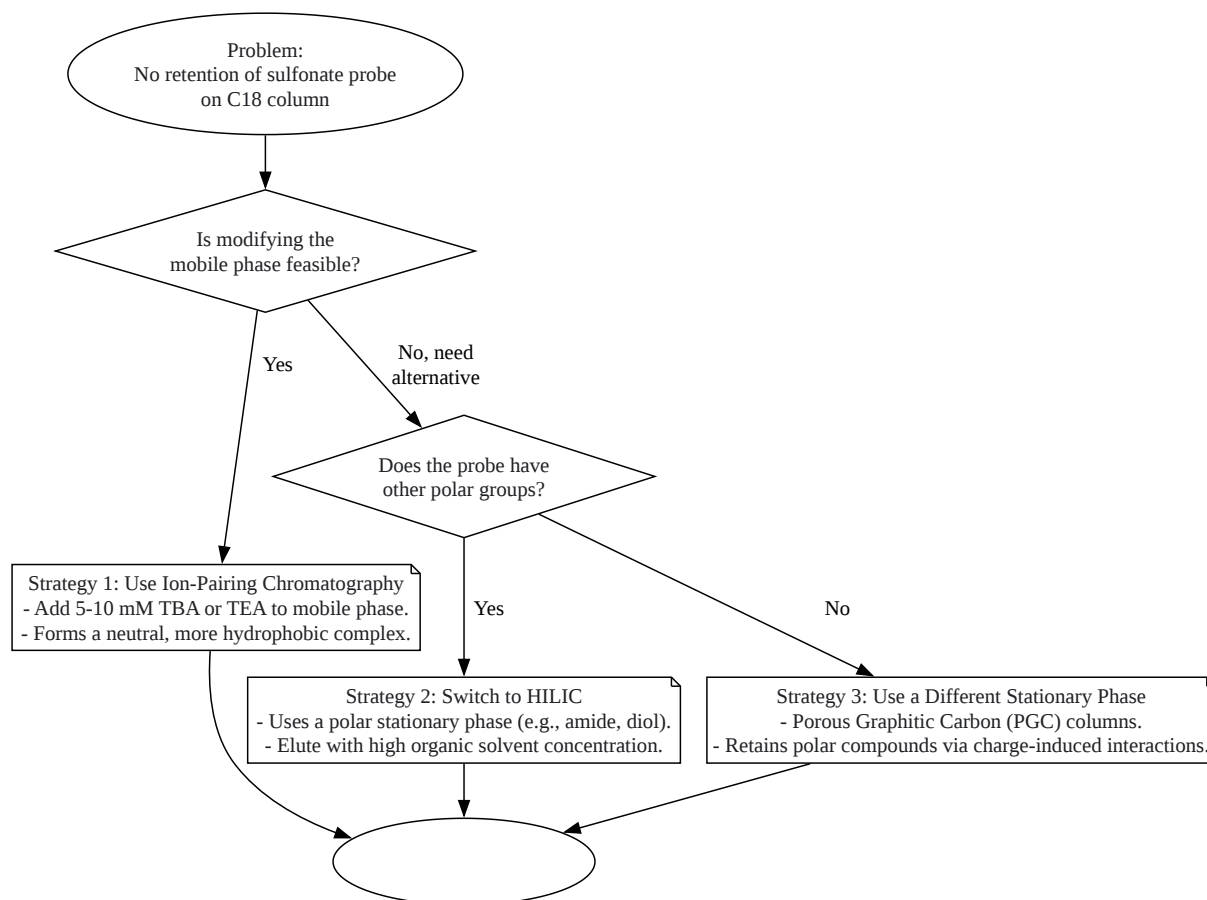 Problem:
No retention of sulfonate probe
on C18 column
Is modifying the
mobile phase feasible?
Yes
No, need
alternative
Does the probe have
other polar groups?
Strategy 1: Use Ion-Pairing Chromatography
- Add 5-10 mM TBA or TEA to mobile phase.
- Forms a neutral, more hydrophobic complex.
Yes
No
Strategy 2: Switch to HILIC
- Uses a polar stationary phase (e.g., amide, diol).
- Elute with high organic solvent concentration.
Strategy 3: Use a Different Stationary Phase
- Porous Graphitic Carbon (PGC) columns.
- Retains polar compounds via charge-induced interactions.